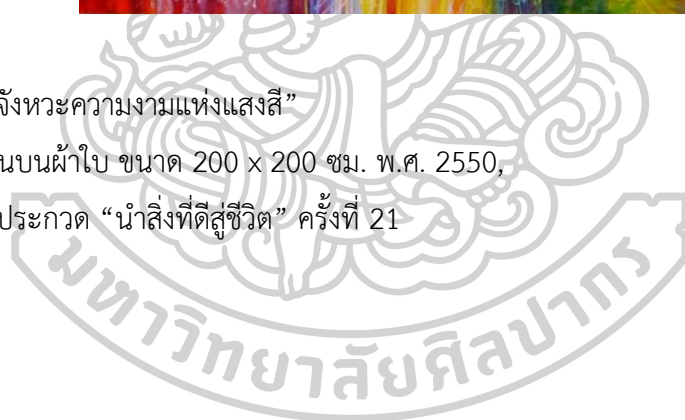 จังหวะความงามแห่งแสงสี”
นบนผ้าใบ ขนาด 200 x 200 ซม. พ.ศ. 2550,
ประกวด “นำสิ่งที่ดีสู่ชีวิต” ครั้งที่ 21
มหาวิทยาลัยศิลปากร